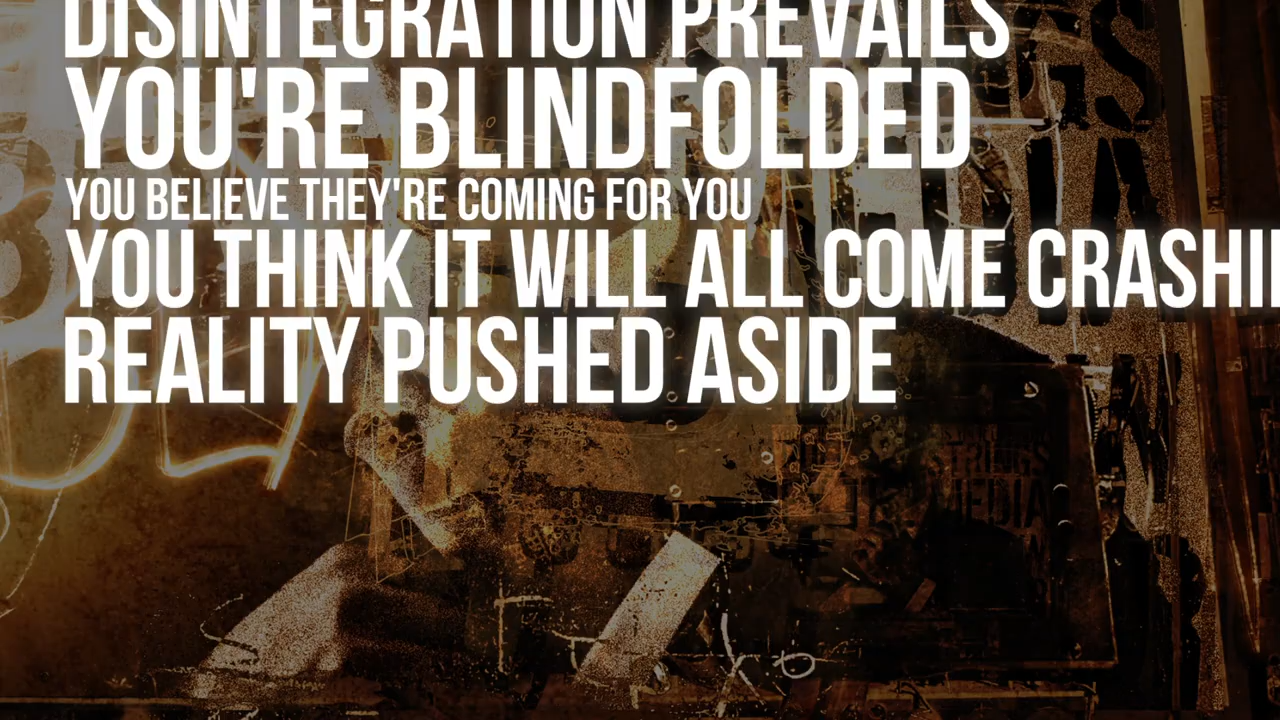 DISINTEGRATION PREVAILS
YOU'RE BLINDFOLDED
YOU BELIEVE THEY'RE COMING FOR YOU
YOU THINK IT WILL ALL COME CRASHI
REALITY PUSHED ASIDE